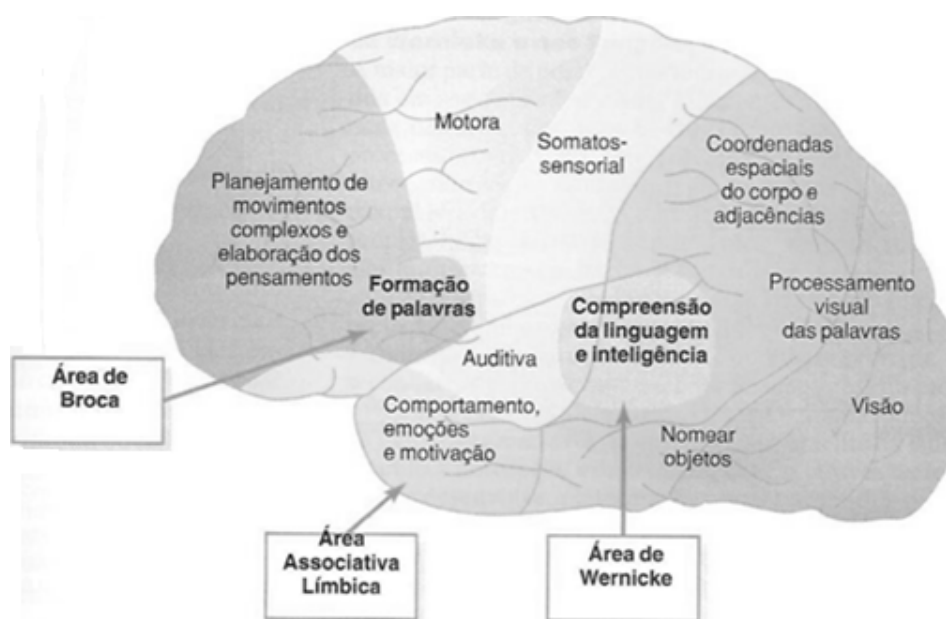 Motora
Somatos-
sensorial
Coordenadas
espaciais
do corpo e
adjacências
Planejamento de
movimentos
complexos e
elaboração dos
pensamentos
Formação
de palavras
Compreensão
da linguagem
e inteligência
Processamento
visual
das palavras
Área de
Broca
Auditiva
Visão
Comportamento,
emoções
e motivação
Nomear
objetos
Área
Associativa
Límbica
Área de
Wernicke